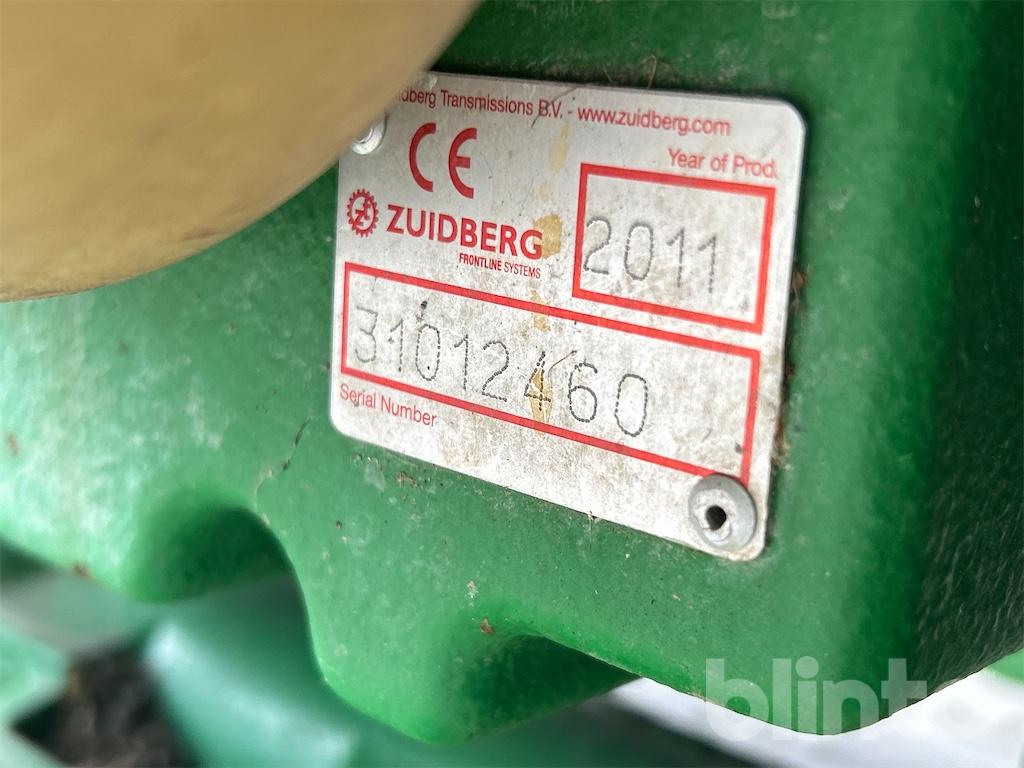 dberg Transmissions B.V. - www.zuidberg.com
CE
Year of Prod.
ZUIDBERG
FRONTLINE SYSTEMS
2011
31012460
Serial Number
blinto